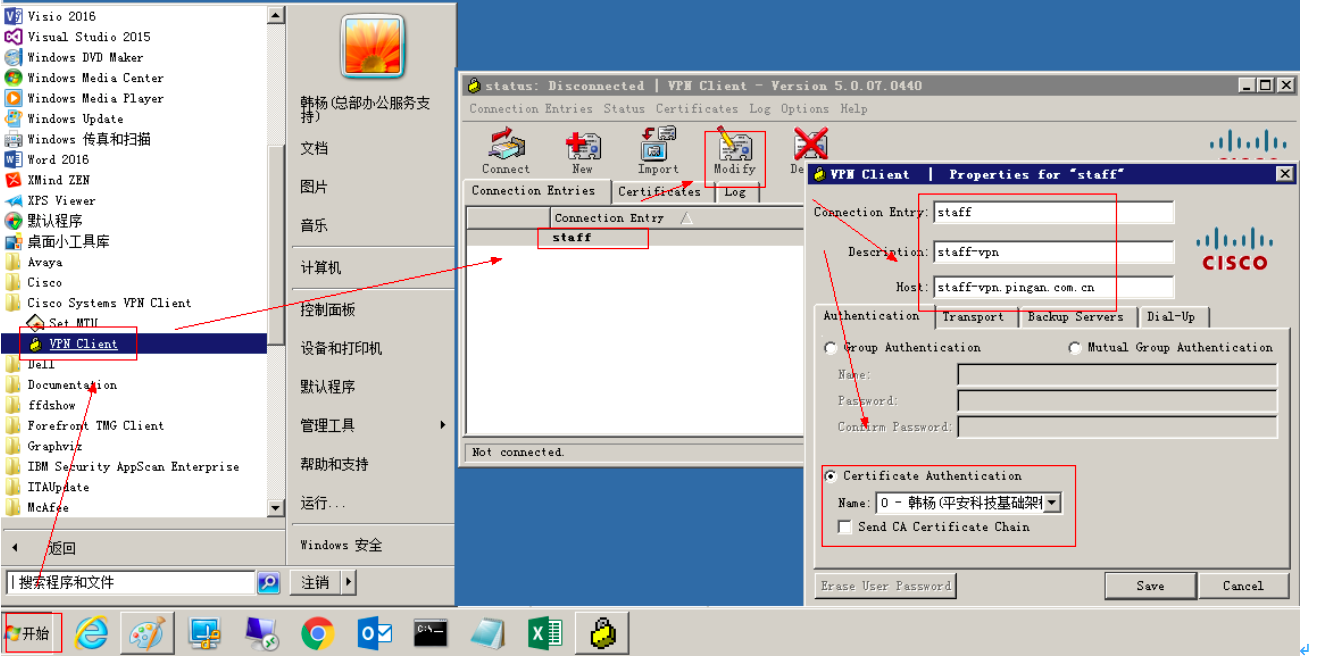 Visio 2016
Visual Studio 2015
Windows DVD Maker
Windows Media Center
Windows Media Player
Windows Update
Windows 传真和扫描
Word 2016
XMind ZEN
XPS Viewer
默认程序
桌面小工具库
Avaya
Cisco
Cisco Systems VPN Client
Set MTU
VPN Client
Dell
Documentation
ffdshow
Forefront TMG Client
Graphviz
IBM Security AppScan Enterprise
ITAUpdate
McAfee
返回
搜索程序和文件
韩杨(总部办公服务支
持)
文档
图片
音乐
计算机
控制面板
设备和打印机
默认程序
管理工具
帮助和支持
运行...
Windows 安全
注销
开始
status: Disconnected | VPN Client - Version 5.0.07.0440
Connection Entries Status Certificates Log Options Help
Connect New Import Modify De
Connection Entries Certificates Log
Connection Entry
staff
Not connected.
VPN Client | Properties for "staff"
Connection Entry: staff
Description: staff-vpn
Host: staff-vpn.pingan.com.cn
CISCO
Authentication Transport Backup Servers Dial-Up
Group Authentication Mutual Group Authentication
Name:
Password:
Confirm Password:
Certificate Authentication
Name: 0 - 韩杨(平安科技基础架构
Send CA Certificate Chain
Erase User Password Save Cancel